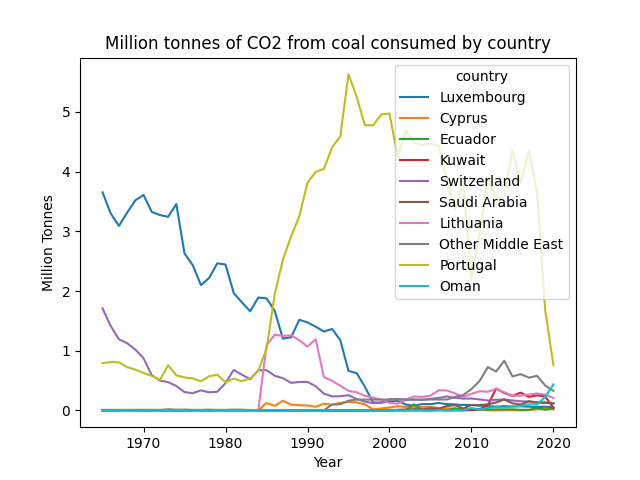 Million tonnes of CO2 from coal consumed by country
Million Tonnes
5
4
3
2
1
0
country
Luxembourg
Cyprus
Ecuador
Kuwait
Switzerland
Saudi Arabia
Lithuania
Other Middle East
Portugal
Oman
1970 1980 1990 2000 2010 2020
Year